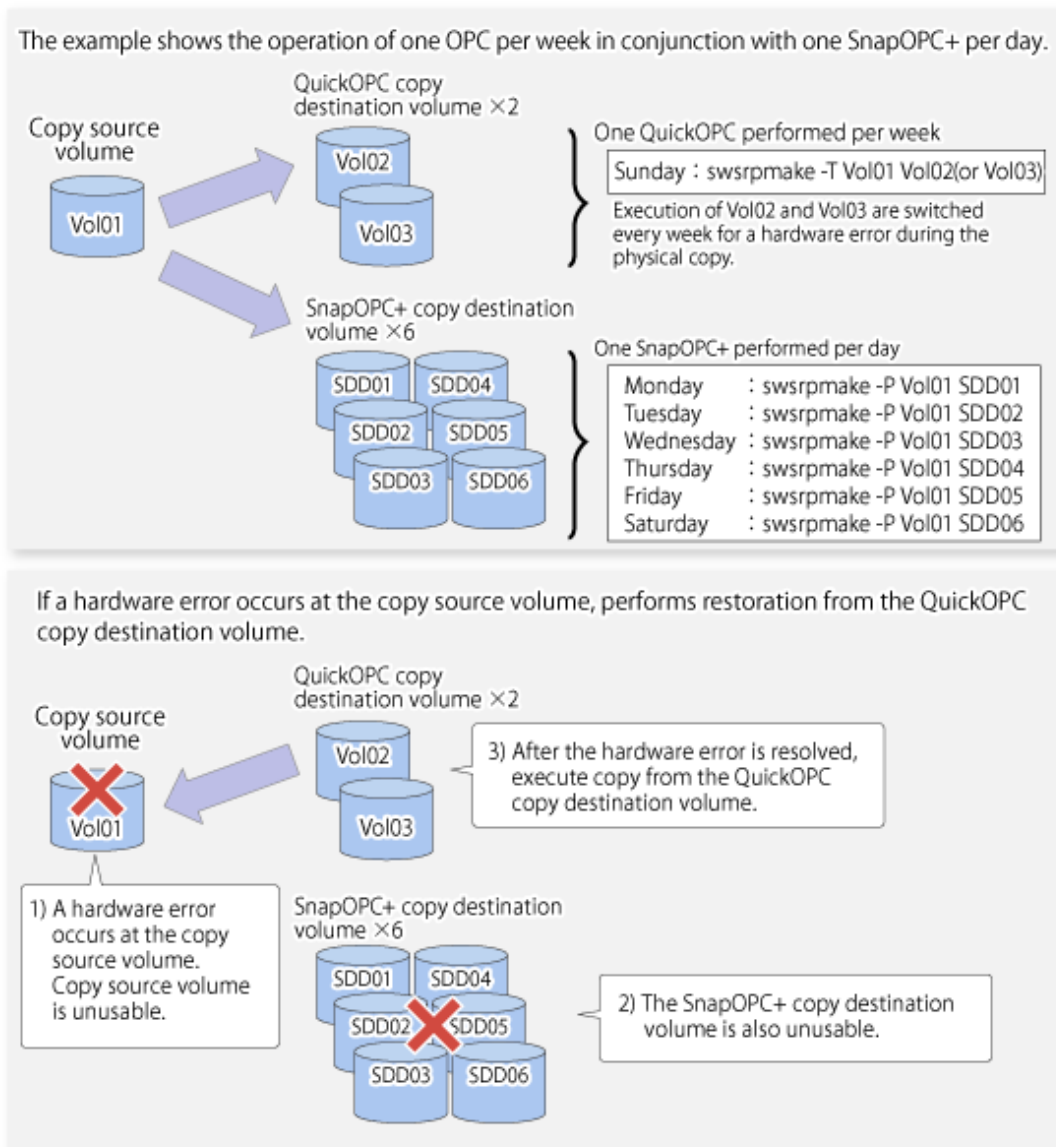 The example shows the operation of one OPC per week in conjunction with one SnapOPC+ per day.
QuickOPC copy
destination volume ×2
Copy source
volume
Vol01
Vol02
Vol03
One QuickOPC performed per week
Sunday : swsrpmake -T Vol01 Vol02(or Vol03)
Execution of Vol02 and Vol03 are switched
every week for a hardware error during the
physical copy.
SnapOPC+ copy destination
volume ×6
SDD01
SDD04
SDD02
SDD05
SDD03
SDD06
One SnapOPC+ performed per day
Monday : swsrpmake -P Vol01 SDD01
Tuesday : swsrpmake -P Vol01 SDD02
Wednesday : swsrpmake -P Vol01 SDD03
Thursday : swsrpmake -P Vol01 SDD04
Friday : swsrpmake -P Vol01 SDD05
Saturday : swsrpmake -P Vol01 SDD06
If a hardware error occurs at the copy source volume, performs restoration from the QuickOPC
copy destination volume.
QuickOPC copy
destination volume ×2
Copy source
volume
Vol01
Vol02
Vol03
3) After the hardware error is resolved,
execute copy from the QuickOPC
copy destination volume.
1) A hardware error
occurs at the copy
source volume.
Copy source volume
is unusable.
SnapOPC+ copy destination
volume ×6
SDD01
SDD04
SDD02
SDD05
SDD03
SDD06
2) The SnapOPC+ copy destination
volume is also unusable.